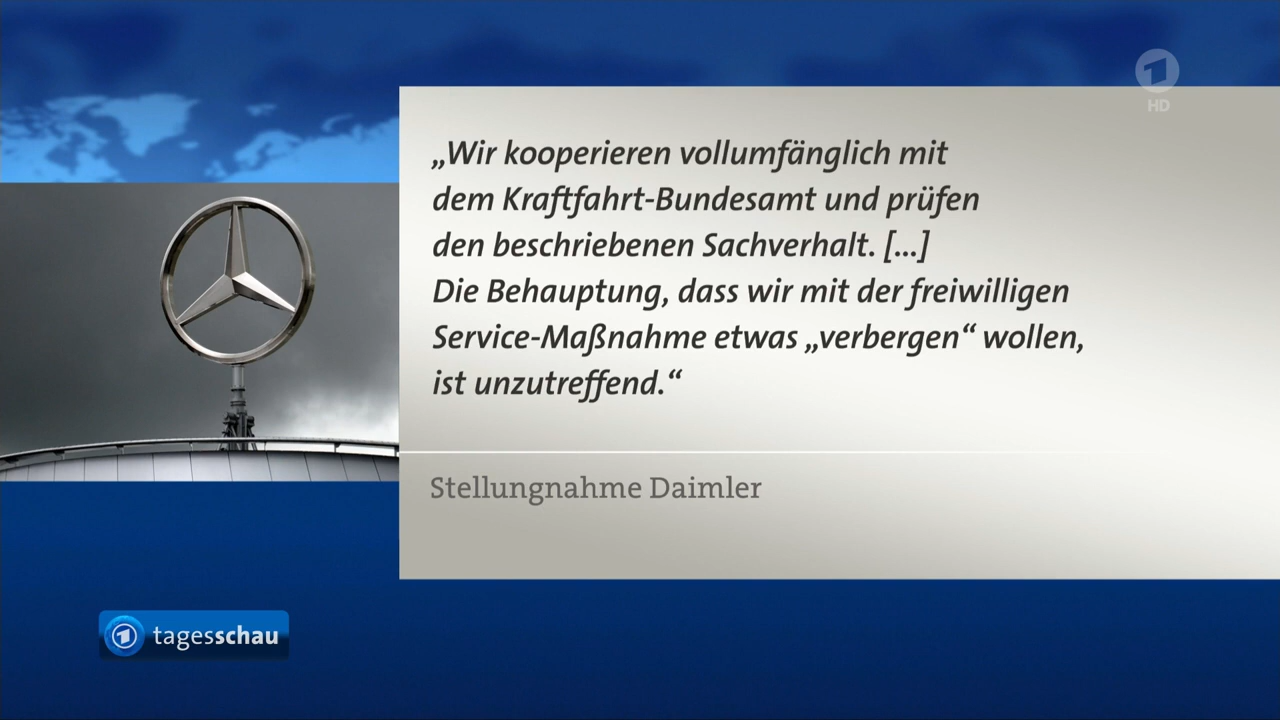 HD
„Wir kooperieren vollumfänglich mit
dem Kraftfahrt-Bundesamt und prüfen
den beschriebenen Sachverhalt. [...]
Die Behauptung, dass wir mit der freiwilligen
Service-Maßnahme etwas „verbergen“ wollen,
ist unzutreffend.“
Stellungnahme Daimler
tagesschau